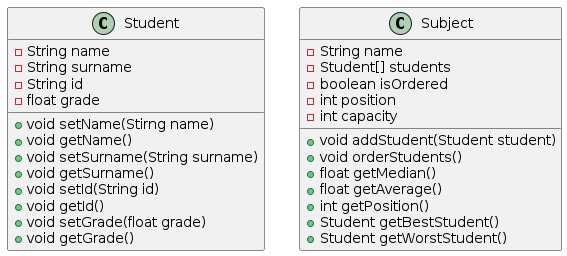 C Student
String name
String surname
String id
float grade
void setName(Stirng name)
void getName()
void setSurname(String surname)
void getSurname()
void setId(String id)
void getId()
void setGrade(float grade)
void getGrade()
C Subject
String name
Student[] students
boolean isOrdered
int position
int capacity
void addStudent(Student student)
void orderStudents()
float getMedian()
float getAverage()
int getPosition()
Student getBestStudent()
Student getWorstStudent()